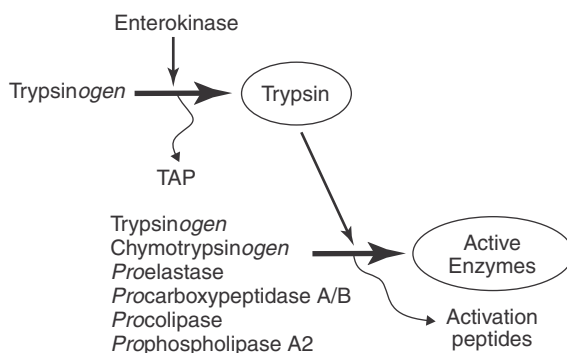 Enterokinase
Trypsinogen
Trypsin
TAP
Trypsinogen
Chymotrypsinogen
Proelastase
Procarboxypeptidase A/B
Procolipase
Prophospholipase A2
Active
Enzymes
Activation
peptides